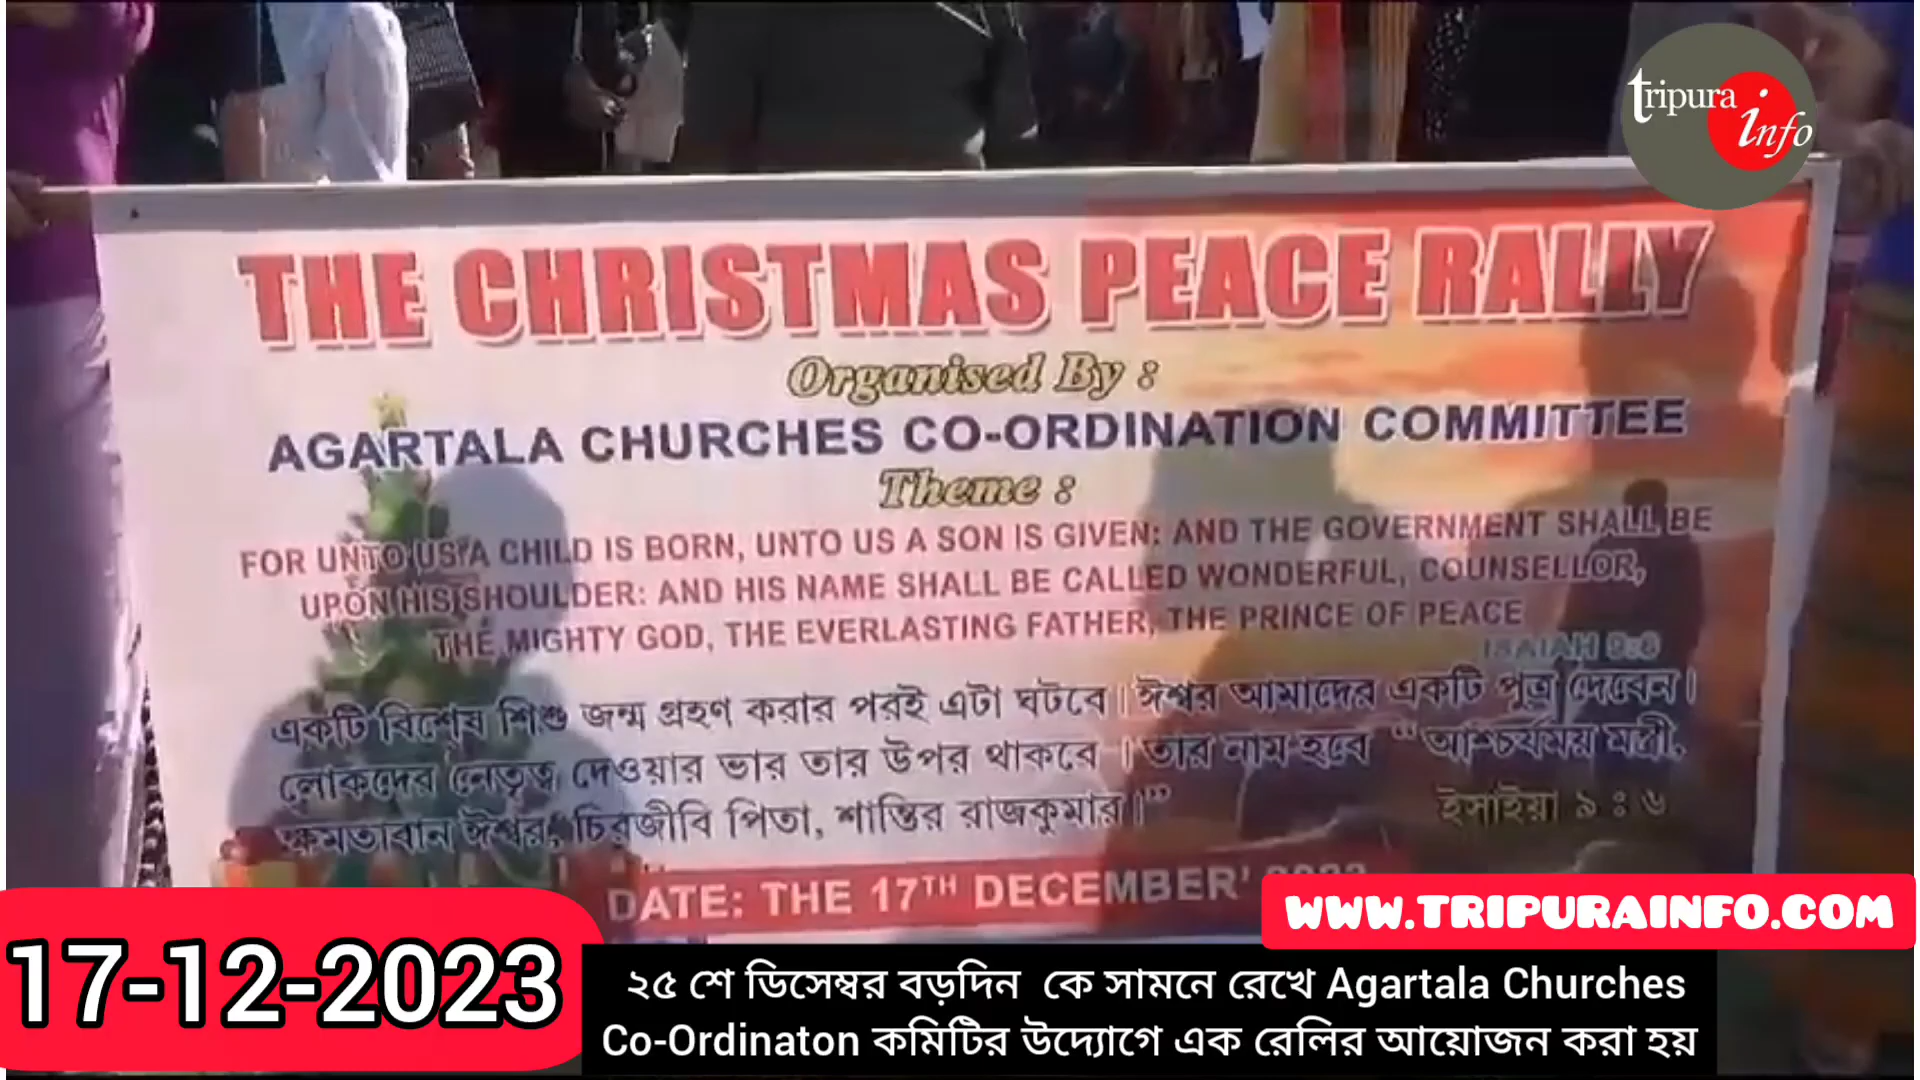 tripura
info
THE CHRISTMAS PEACE RALLY
Organised By :
AGARTALA CHURCHES CO-ORDINATION COMMITTEE
Theme :
FOR UNTO US A CHILD IS BORN, UNTO US A SON IS GIVEN: AND THE GOVERNMENT SHALL BE
UPON HIS SHOULDER: AND HIS NAME SHALL BE CALLED WONDERFUL, COUNSELLOR,
THE MIGHTY GOD, THE EVERLASTING FATHER, THE PRINCE OF PEACE
ISAIAH 9:6
একটি বিশেষ শিশু জন্ম গ্রহণ করার পরই এটা ঘটবে। ঈশ্বর আমাদের একটি পুত্র দেবেন।
লোকদের নেতৃত্ব দেওয়ার ভার তার উপর থাকবে । তার নাম হবে “আশ্চর্যময় মন্ত্রী,
ক্ষমতাবান ঈশ্বর, চিরজীবি পিতা, শান্তির রাজকুমার।”
ইসাইয়া ৯ : ৬
DATE: THE 17TH DECEMBER' 2023
WWW.TRIPURAINFO.COM
17-12-2023
২৫ শে ডিসেম্বর বড়দিন কে সামনে রেখে Agartala Churches
Co-Ordinaton কমিটির উদ্যোগে এক রেলির আয়োজন করা হয়